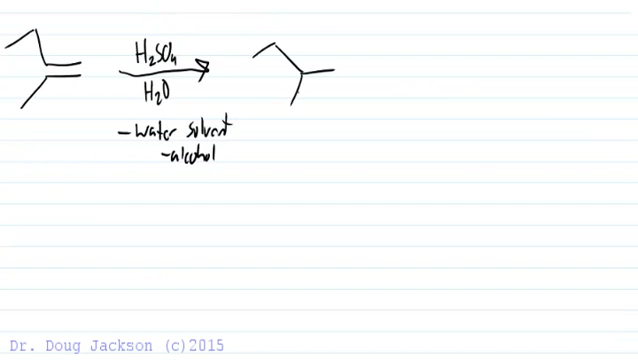 H₂SO₄
H₂O
-water solvent
-alcohol
Dr. Doug Jackson (c)2015